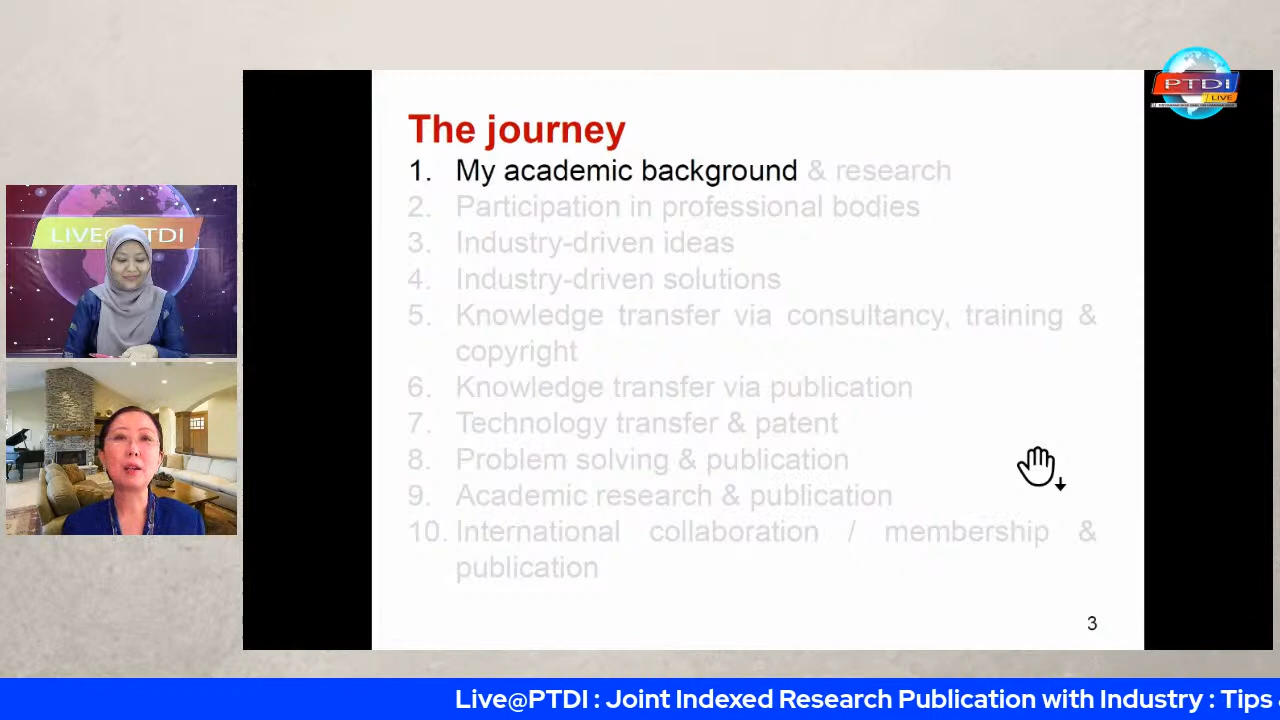 PTDI
LIVE
The journey
1. My academic background & research
2. Participation in professional bodies
3. Industry-driven ideas
4. Industry-driven solutions
5. Knowledge transfer via consultancy, training &
copyright
6. Knowledge transfer via publication
7. Technology transfer & patent
8. Problem solving & publication
9. Academic research & publication
10. International collaboration / membership &
publication
3
LIVE@PTDI
Live@PTDI : Joint Indexed Research Publication with Industry : Tips